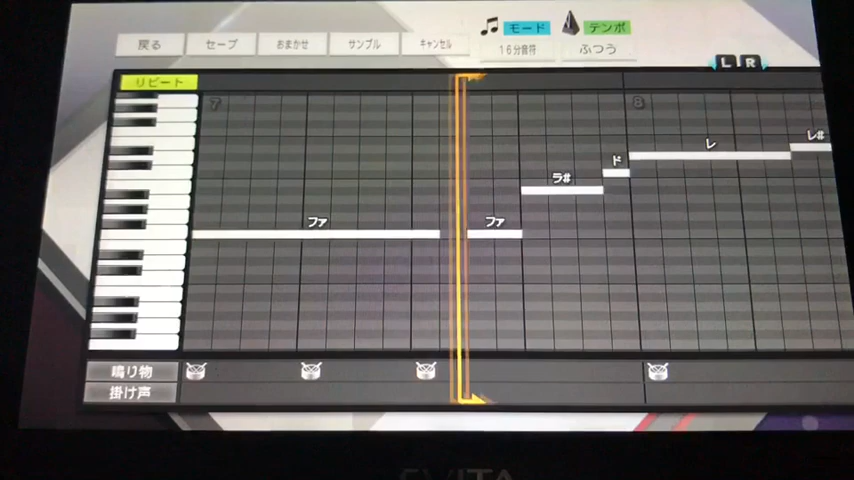 戻る
セーブ
おまかせ
サンプル
キャンセル
モード
16分音符
テンポ
ふつう
L R
リピート
7
8
レ#
レ
ド
ラ#
ファ
ファ
鳴り物
掛け声